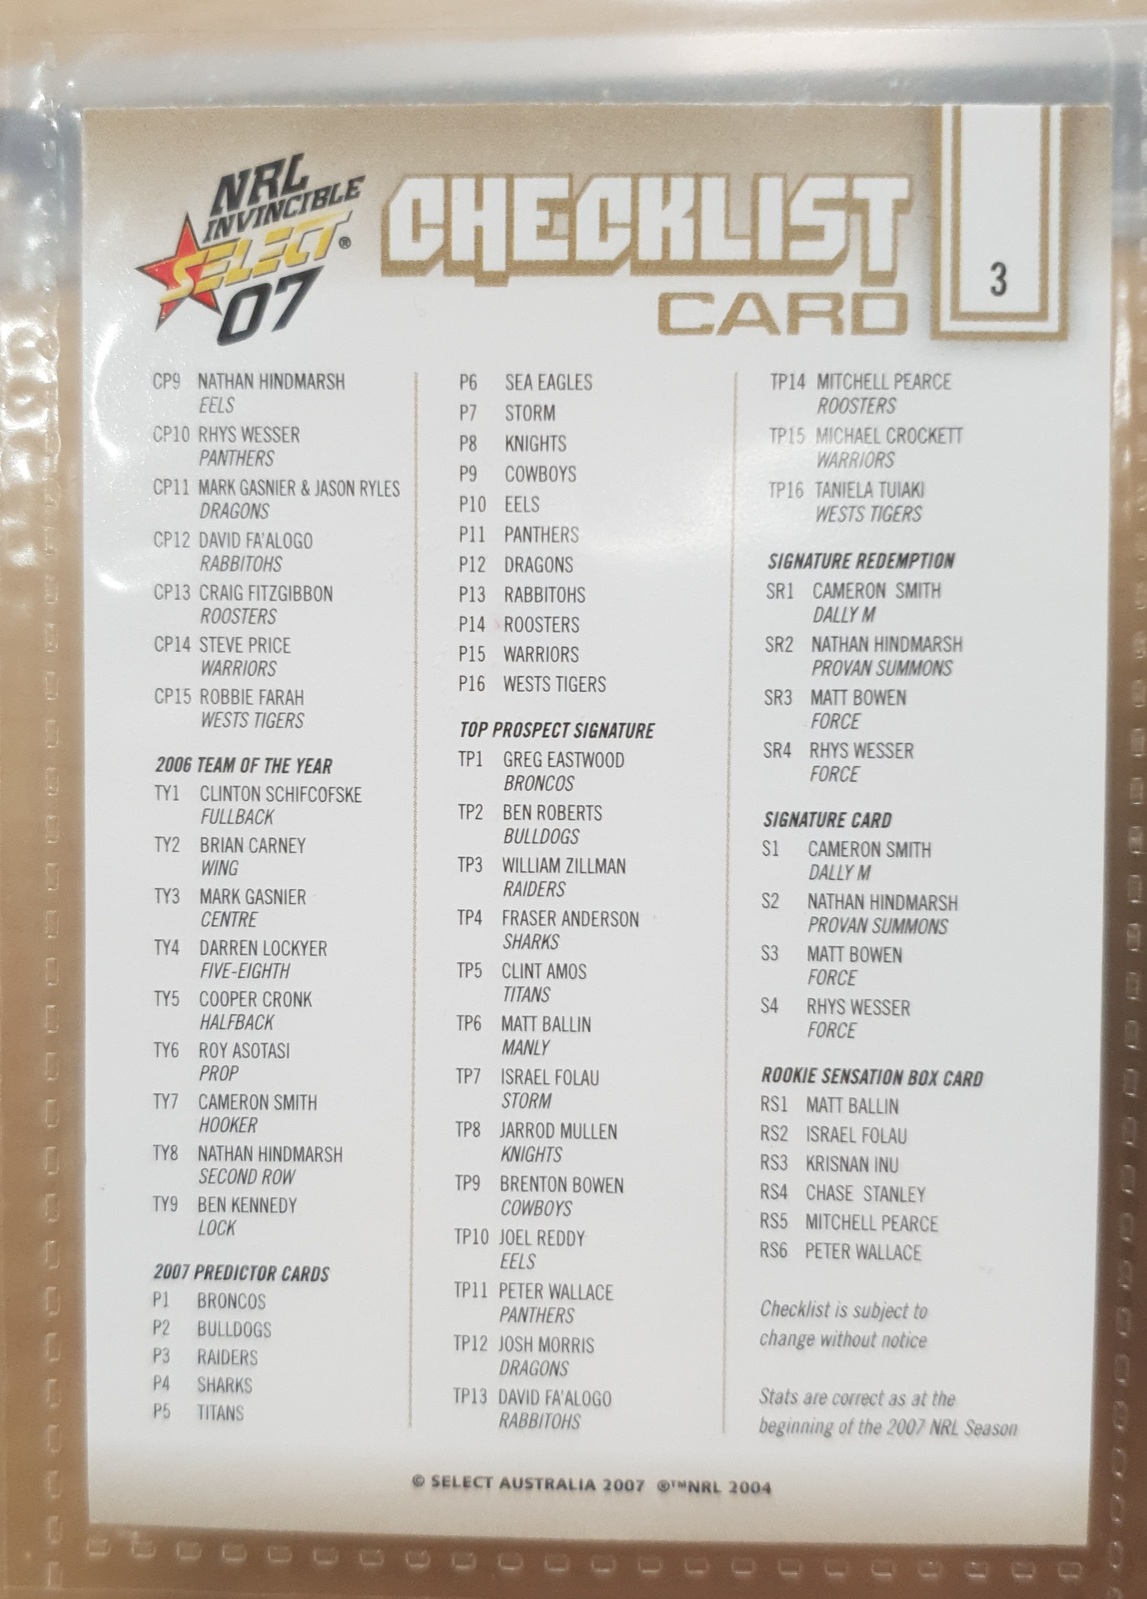 NRL
INVINCIBLE
SELECT®
07
CHECKLIST
CARD
3
CP9 NATHAN HINDMARSH
EELS
CP10 RHYS WESSER
PANTHERS
CP11 MARK GASNIER & JASON RYLES
DRAGONS
CP12 DAVID FA'ALOGO
RABBITOHS
CP13 CRAIG FITZGIBBON
ROOSTERS
CP14 STEVE PRICE
WARRIORS
CP15 ROBBIE FARAH
WESTS TIGERS
2006 TEAM OF THE YEAR
TY1 CLINTON SCHIFCOFSKE
FULLBACK
TY2 BRIAN CARNEY
WING
TY3 MARK GASNIER
CENTRE
TY4 DARREN LOCKYER
FIVE-EIGHTH
TY5 COOPER CRONK
HALFBACK
TY6 ROY ASOTASI
PROP
TY7 CAMERON SMITH
HOOKER
TY8 NATHAN HINDMARSH
SECOND ROW
TY9 BEN KENNEDY
LOCK
2007 PREDICTOR CARDS
P1 BRONCOS
P2 BULLDOGS
P3 RAIDERS
P4 SHARKS
P5 TITANS
P6 SEA EAGLES
P7 STORM
P8 KNIGHTS
P9 COWBOYS
P10 EELS
P11 PANTHERS
P12 DRAGONS
P13 RABBITOHS
P14 ROOSTERS
P15 WARRIORS
P16 WESTS TIGERS
TOP PROSPECT SIGNATURE
TP1 GREG EASTWOOD
BRONCOS
TP2 BEN ROBERTS
BULLDOGS
TP3 WILLIAM ZILLMAN
RAIDERS
TP4 FRASER ANDERSON
SHARKS
TP5 CLINT AMOS
TITANS
TP6 MATT BALLIN
MANLY
TP7 ISRAEL FOLAU
STORM
TP8 JARROD MULLEN
KNIGHTS
TP9 BRENTON BOWEN
COWBOYS
TP10 JOEL REDDY
EELS
TP11 PETER WALLACE
PANTHERS
TP12 JOSH MORRIS
DRAGONS
TP13 DAVID FA'ALOGO
RABBITOHS
TP14 MITCHELL PEARCE
ROOSTERS
TP15 MICHAEL CROCKETT
WARRIORS
TP16 TANIELA TUIAKI
WESTS TIGERS
SIGNATURE REDEMPTION
SR1 CAMERON SMITH
DALLY M
SR2 NATHAN HINDMARSH
PROVAN SUMMONS
SR3 MATT BOWEN
FORCE
SR4 RHYS WESSER
FORCE
SIGNATURE CARD
S1 CAMERON SMITH
DALLY M
S2 NATHAN HINDMARSH
PROVAN SUMMONS
S3 MATT BOWEN
FORCE
S4 RHYS WESSER
FORCE
ROOKIE SENSATION BOX CARD
RS1 MATT BALLIN
RS2 ISRAEL FOLAU
RS3 KRISNAN INU
RS4 CHASE STANLEY
RS5 MITCHELL PEARCE
RS6 PETER WALLACE
Checklist is subject to
change without notice
Stats are correct as at the
beginning of the 2007 NRL Season
© SELECT AUSTRALIA 2007 ®™NRL 2004